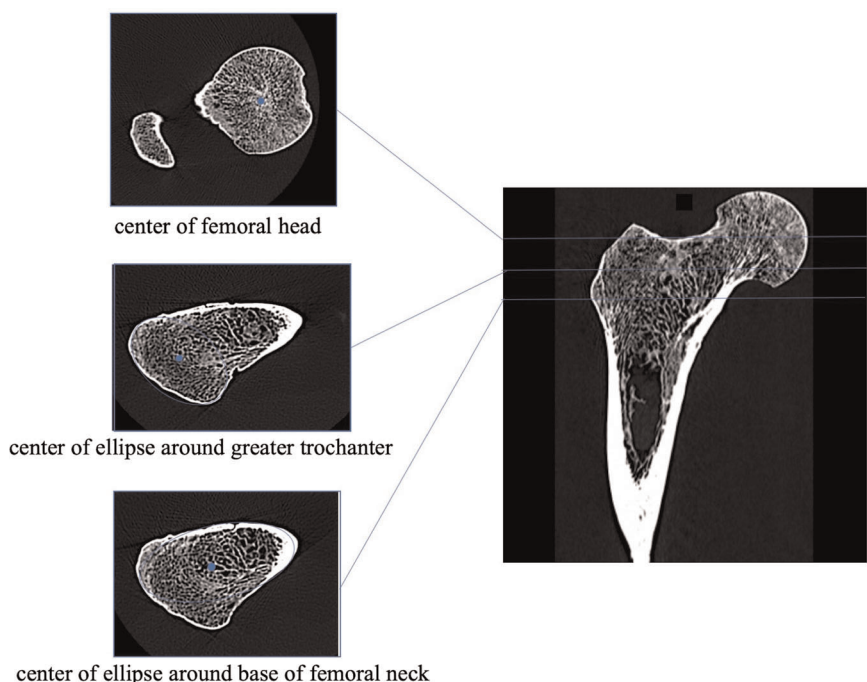 center of femoral head
center of ellipse around greater trochanter
center of ellipse around base of femoral neck